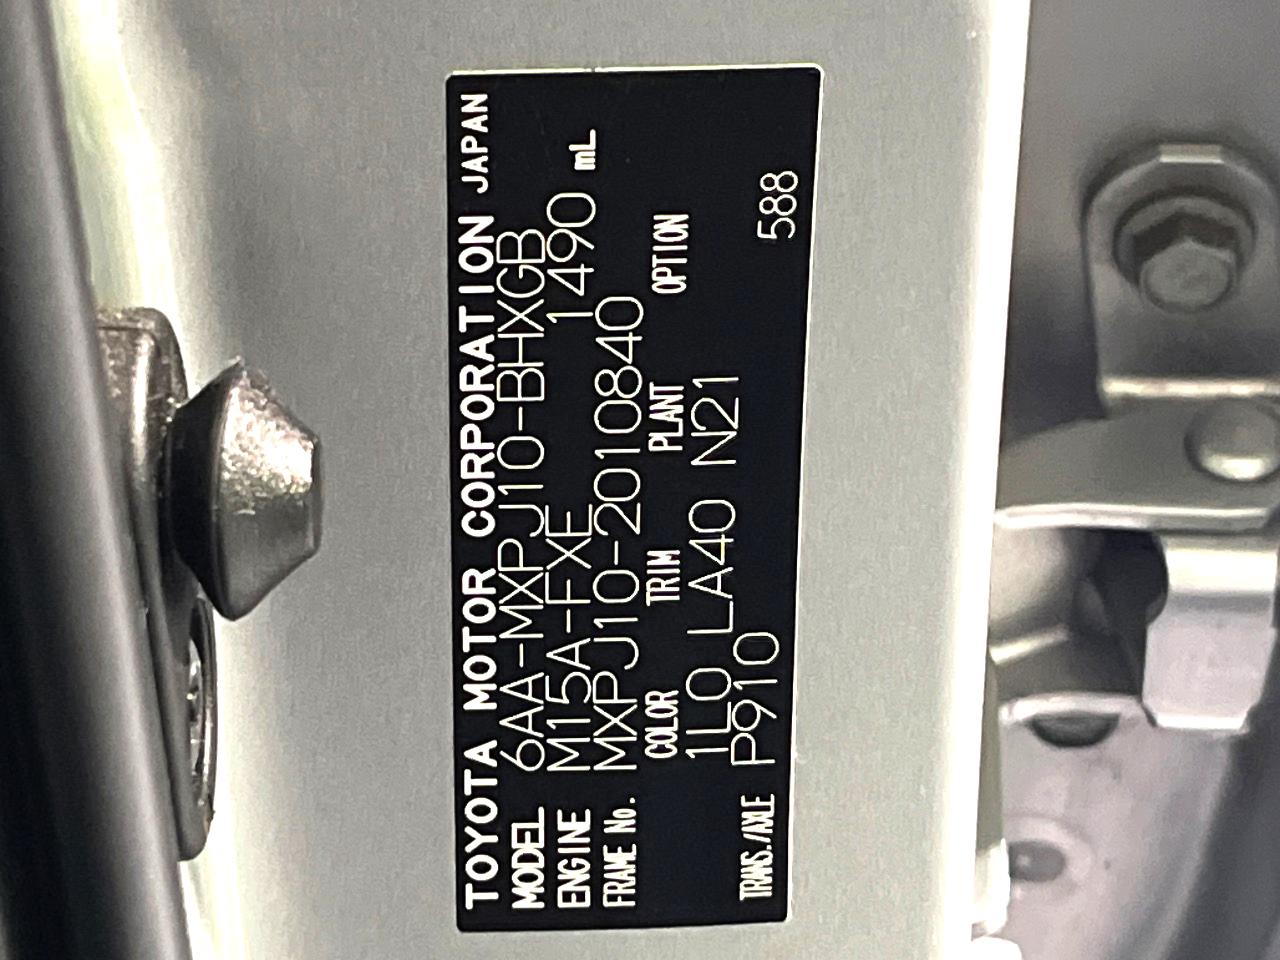 TOYOTA MOTOR CORPORATION JAPAN
MODEL 6AA-MXPJ10-BHXGB
ENGINE M15A-FXE 1490 mL
FRAME No. MXPJ10-2010840
COLOR TRIM PLANT OPTION
1L0 LA40 N21
TRANS./AXLE P910 588